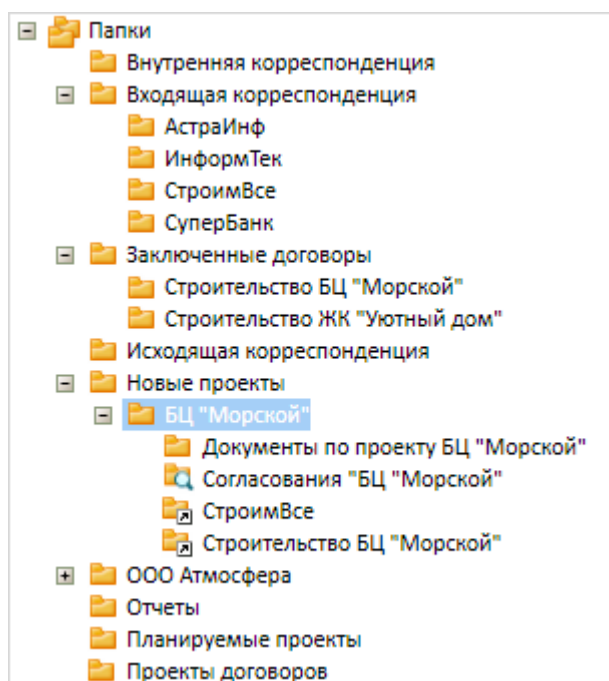 Папки
Внутренняя корреспонденция
Входящая корреспонденция
АстраИнф
ИнформТек
СтроимВсе
СуперБанк
Заключенные договоры
Строительство БЦ "Морской"
Строительство ЖК "Уютный дом"
Исходящая корреспонденция
Новые проекты
БЦ "Морской"
Документы по проекту БЦ "Морской"
Согласования "БЦ "Морской"
СтроимВсе
Строительство БЦ "Морской"
ООО Атмосфера
Отчеты
Планируемые проекты
Проекты договоров